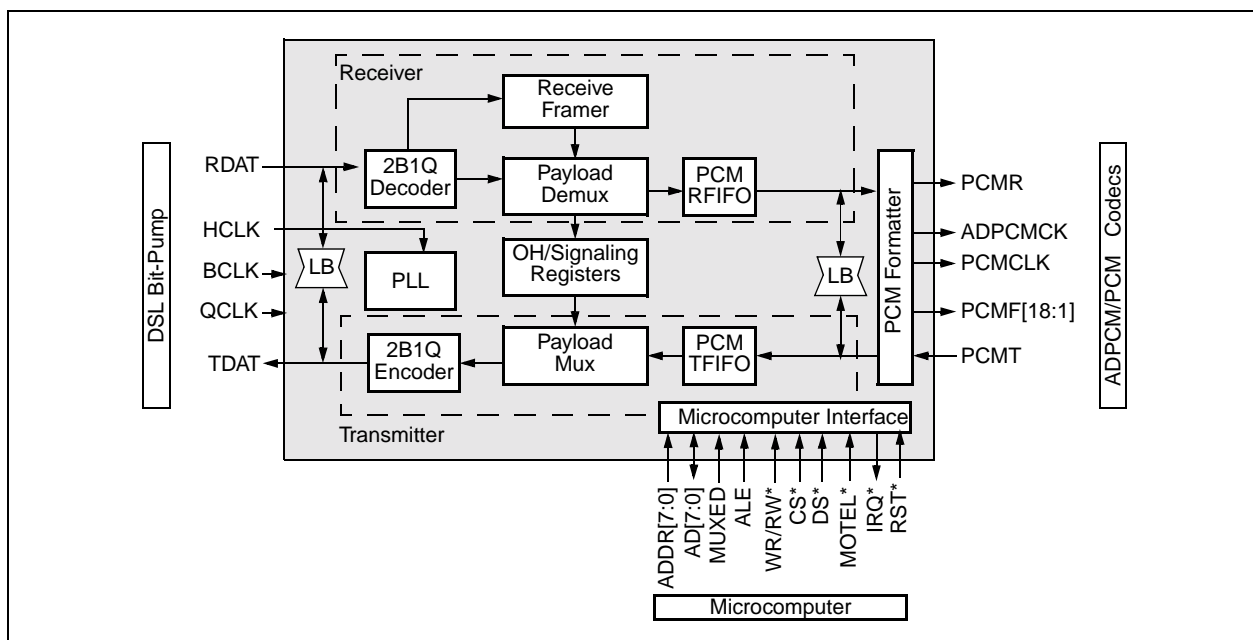 Receiver
Receive
Framer
RDAT
2B1Q
Decoder
Payload
Demux
PCM
RFIFO
PCMR
HCLK
ADPCMCK
LB
PLL
OH/Signaling
Registers
LB
PCMCLK
BCLK
QCLK
PCMF[18:1]
TDAT
2B1Q
Encoder
Payload
Mux
PCM
TFIFO
PCMT
DSL Bit-Pump
PCM Formatter
ADPCM/PCM Codecs
Transmitter
Microcomputer Interface
ADDR[7:0]
AD[7:0]
MUXED
ALE
WR/RW*
CS*
DS*
MOTEL*
IRQ*
RST*
Microcomputer